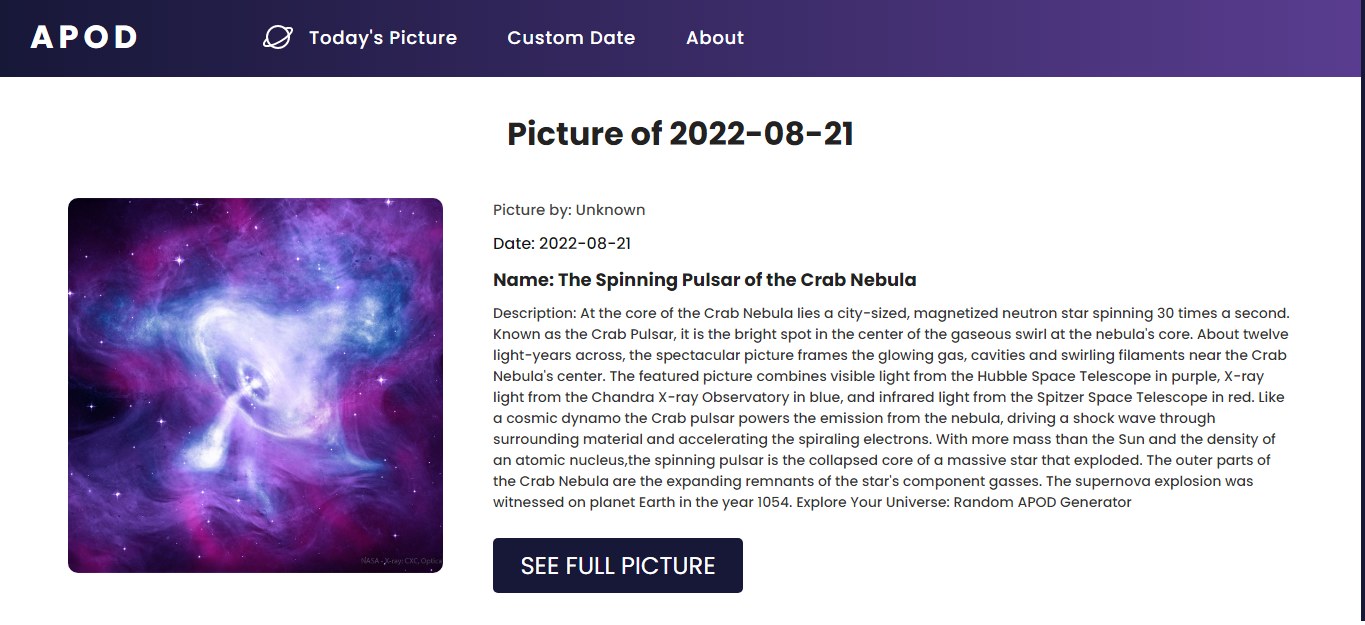 APOD
Today's Picture
Custom Date
About
Picture of 2022-08-21
Picture by: Unknown
Date: 2022-08-21
Name: The Spinning Pulsar of the Crab Nebula
Description: At the core of the Crab Nebula lies a city-sized, magnetized neutron star spinning 30 times a second.
Known as the Crab Pulsar, it is the bright spot in the center of the gaseous swirl at the nebula's core. About twelve
light-years across, the spectacular picture frames the glowing gas, cavities and swirling filaments near the Crab
Nebula's center. The featured picture combines visible light from the Hubble Space Telescope in purple, X-ray
light from the Chandra X-ray Observatory in blue, and infrared light from the Spitzer Space Telescope in red. Like
a cosmic dynamo the Crab pulsar powers the emission from the nebula, driving a shock wave through
surrounding material and accelerating the spiraling electrons. With more mass than the Sun and the density of
an atomic nucleus,the spinning pulsar is the collapsed core of a massive star that exploded. The outer parts of
the Crab Nebula are the expanding remnants of the star's component gasses. The supernova explosion was
witnessed on planet Earth in the year 1054. Explore Your Universe: Random APOD Generator
NASA - X-ray: CXC, Optic
SEE FULL PICTURE